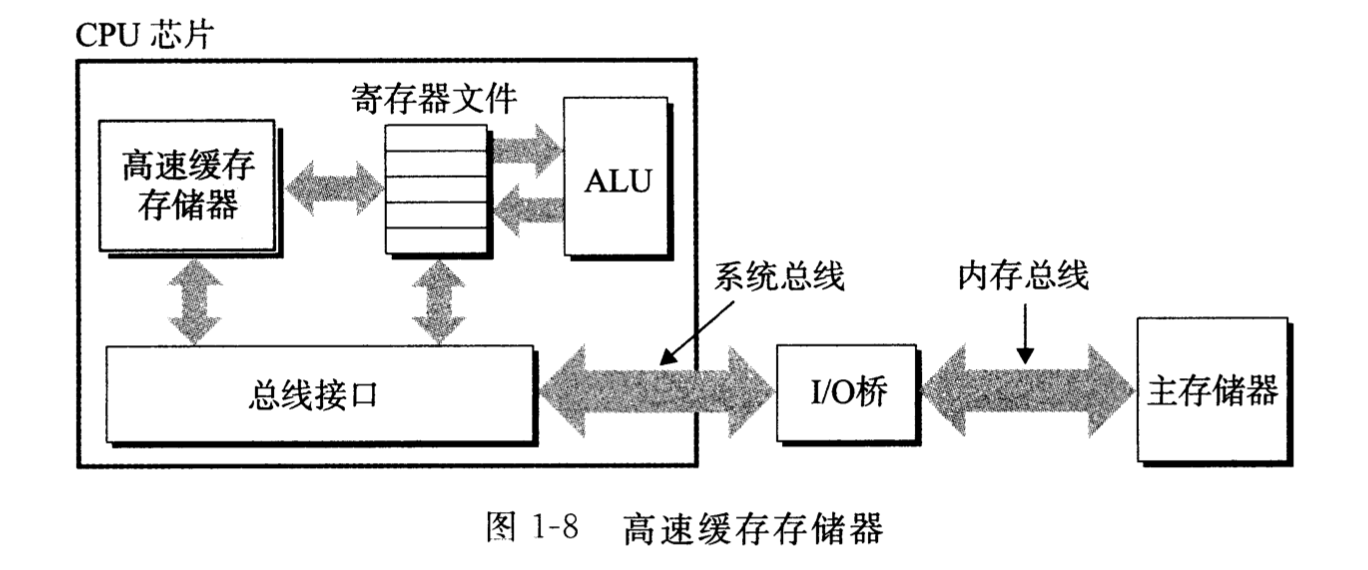 CPU 芯片
寄存器文件
高速缓存
存储器
ALU
系统总线
内存总线
总线接口
I/O桥
主存储器
图 1-8 高速缓存存储器